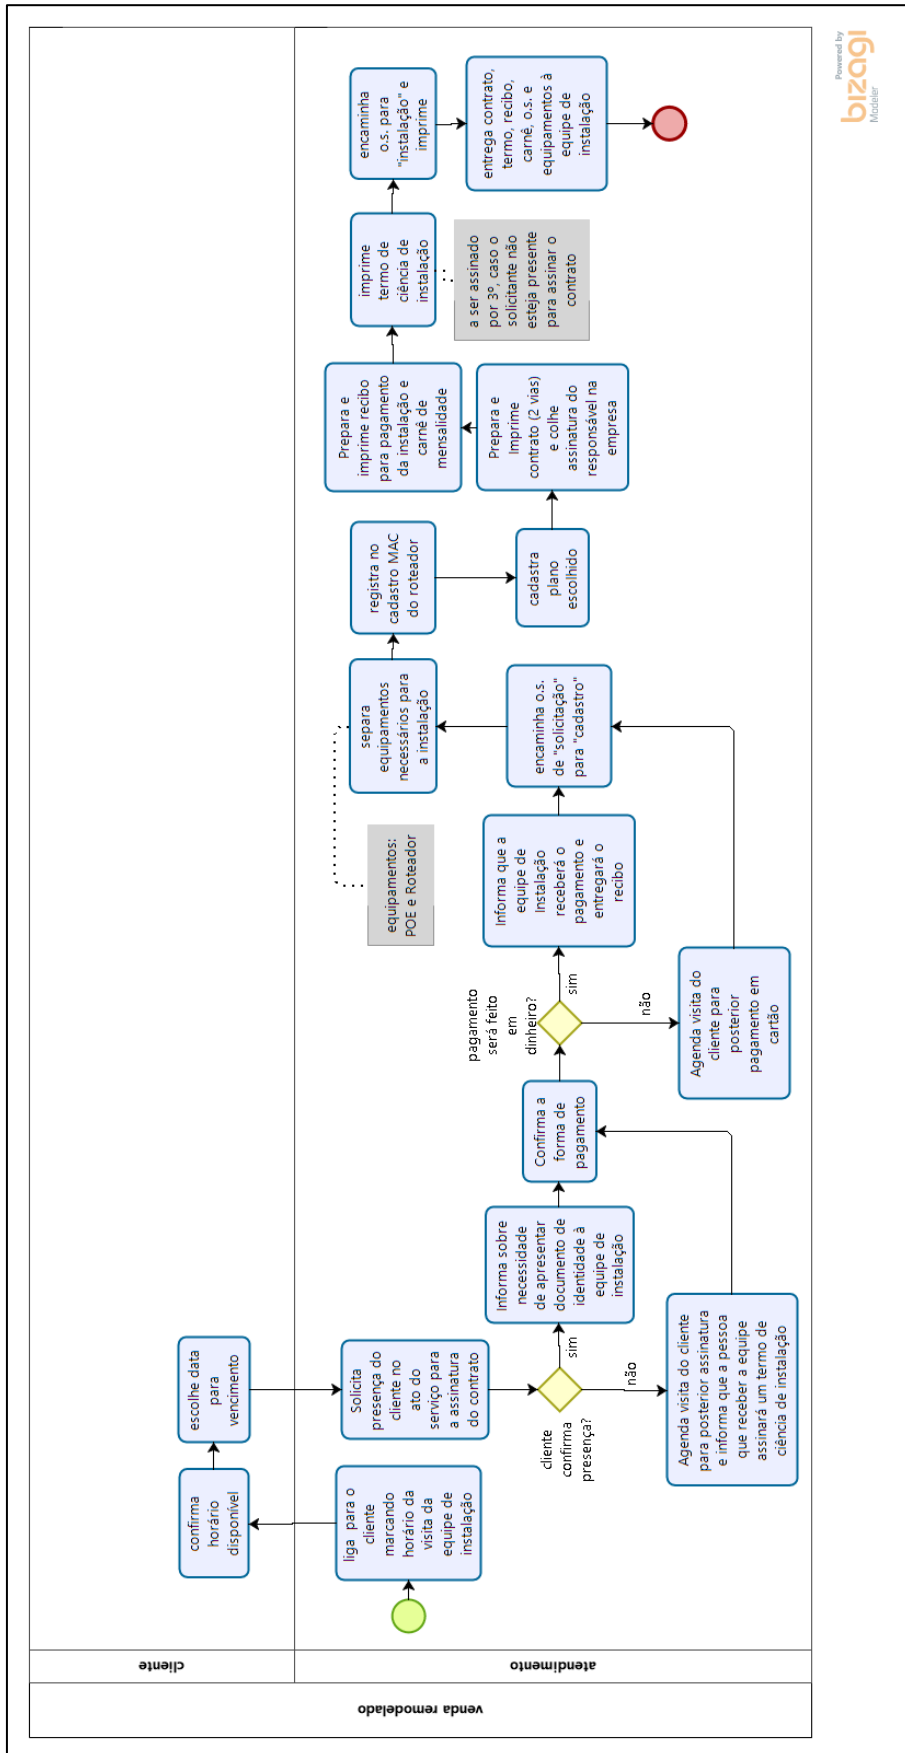 venda remodelado
cliente
atendimento
liga para o
cliente
marcando
horário da
visita da
equipe de
instalação
confirma
horário
disponível
escolhe data
para
vencimento
Solicita
presença do
cliente no
ato do
serviço para
a assinatura
do contrato
cliente
confirma
presença?
sim
não
Informa sobre
necessidade
de apresentar
documento de
identidade à
equipe de
instalação
Agenda visita do cliente
para posterior assinatura
e informa que a pessoa
que receber a equipe
assinará um termo de
ciência de instalação
Confirma a
forma de
pagamento
pagamento
será feito
em
dinheiro?
sim
não
Informa que a
equipe de
Instalação
receberá o
pagamento e
entregará o
recibo
Agenda visita do
cliente para
posterior
pagamento em
cartão
encaminha o.s.
de "solicitação"
para "cadastro"
separa
equipamentos
necessários para
a instalação
equipamentos:
POE e Roteador
registra no
cadastro MAC
do roteador
cadastra
plano
escolhido
Prepara e
Imprime
contrato (2 vias)
e colhe
assinatura do
responsável na
empresa
Prepara e
imprime recibo
para pagamento
da instalação e
carnê de
mensalidade
imprime
termo de
ciência de
instalação
a ser assinado
por 3º, caso o
solicitante não
esteja presente
para assinar o
contrato
encaminha
o.s. para
"instalação" e
imprime
entrega contrato,
termo, recibo,
carnê, o.s. e
equipamentos à
equipe de
instalação
Powered by
bizagi
Modeler